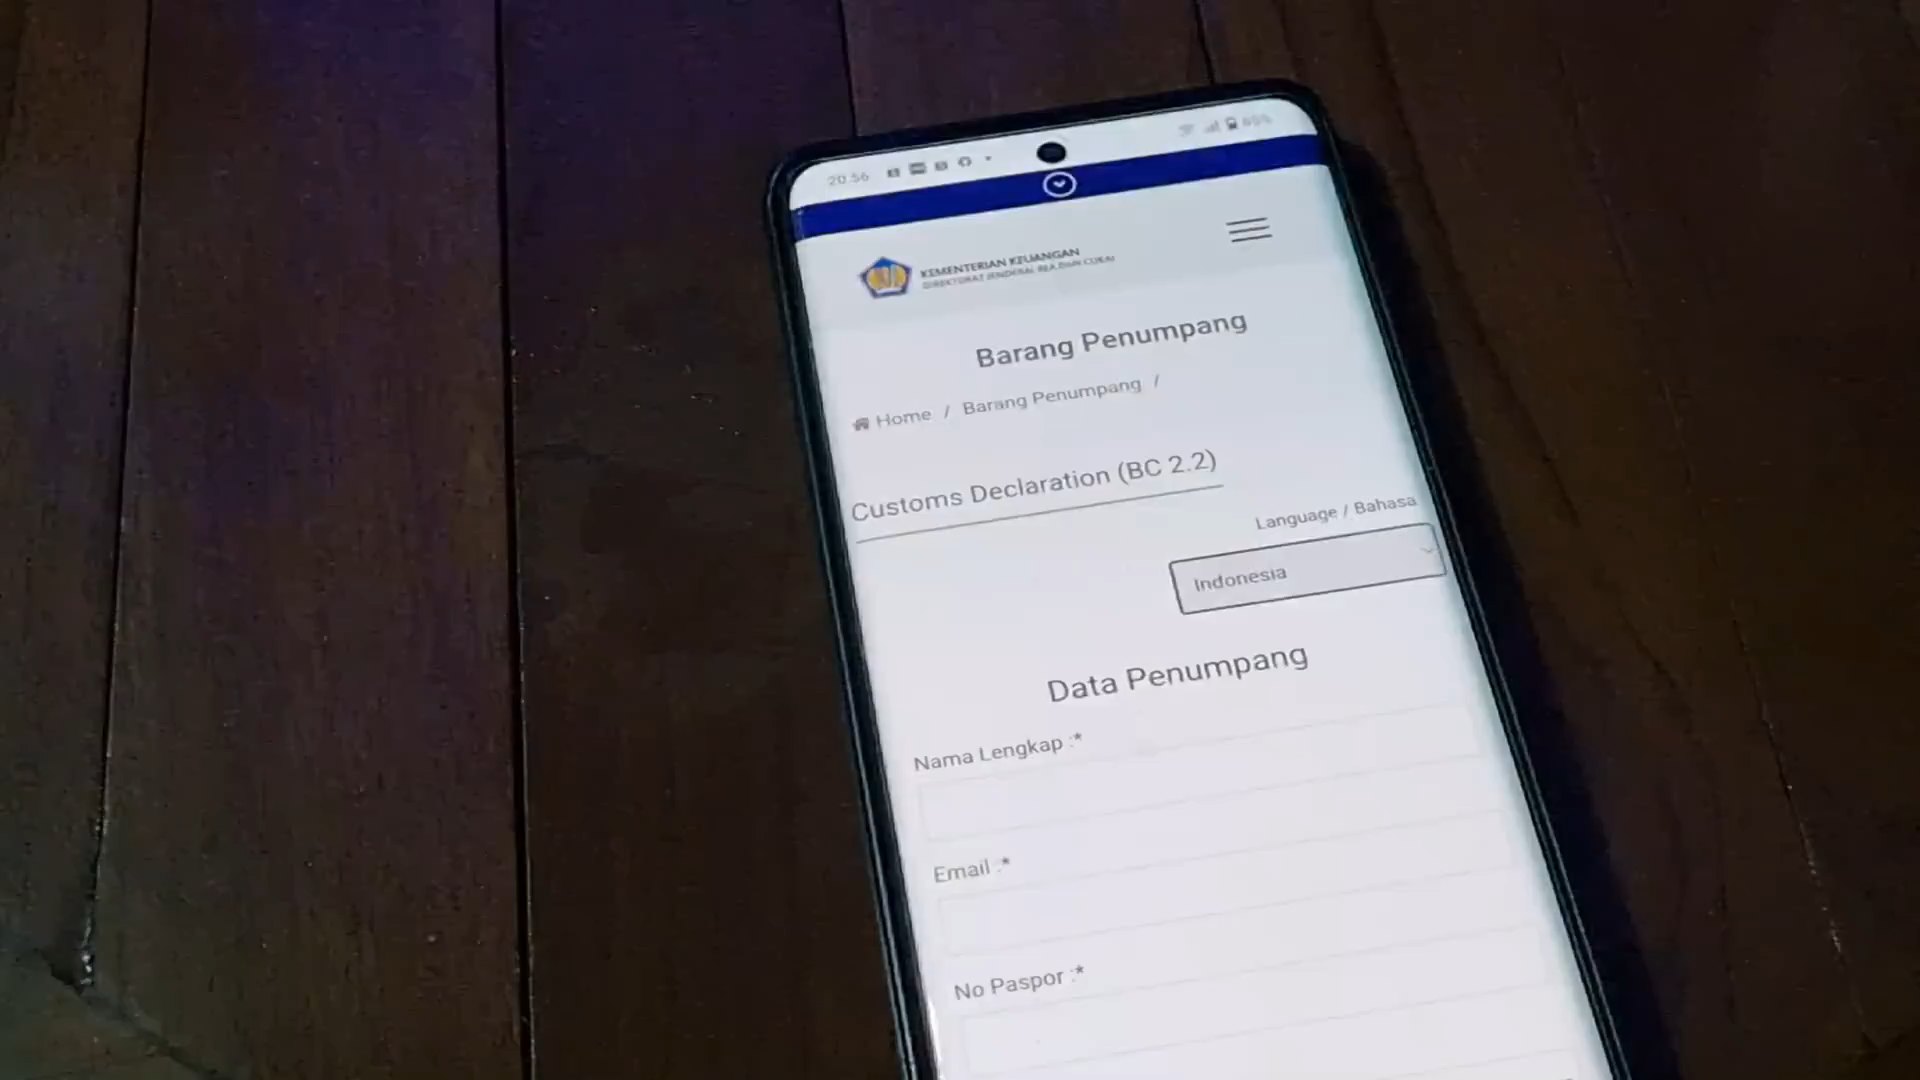 20.56
KEMENTERIAN KEUANGAN
DIREKTORAT JENDERAL BEA DAN CUKAI
Barang Penumpang
Home / Barang Penumpang /
Customs Declaration (BC 2.2)
Language / Bahasa
Indonesia
Data Penumpang
Nama Lengkap :*
Email :*
No Paspor :*